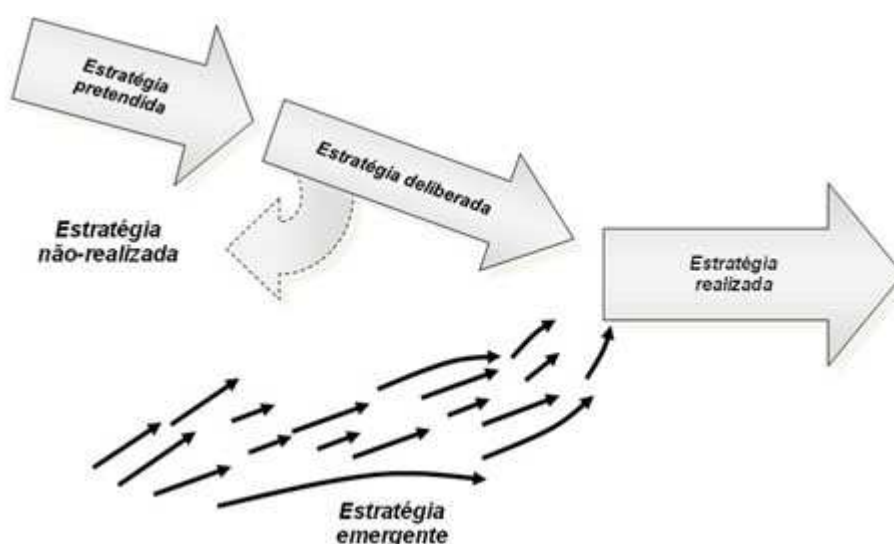 Estratégia
pretendida
Estratégia deliberada
Estratégia
não-realizada
Estratégia
realizada
Estratégia
emergente